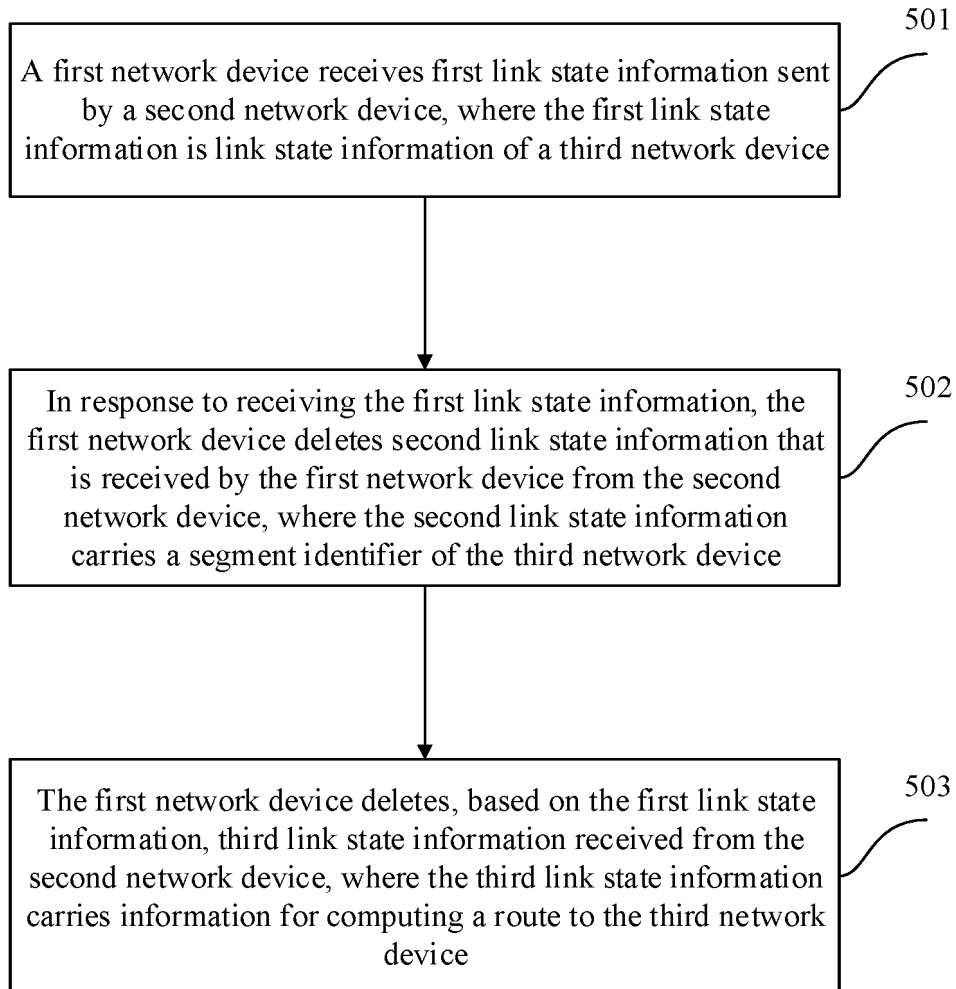 501
A first network device receives first link state information sent
by a second network device, where the first link state
information is link state information of a third network device
502
In response to receiving the first link state information, the
first network device deletes second link state information that
is received by the first network device from the second
network device, where the second link state information
carries a segment identifier of the third network device
503
The first network device deletes, based on the first link state
information, third link state information received from the
second network device, where the third link state information
carries information for computing a route to the third network
device